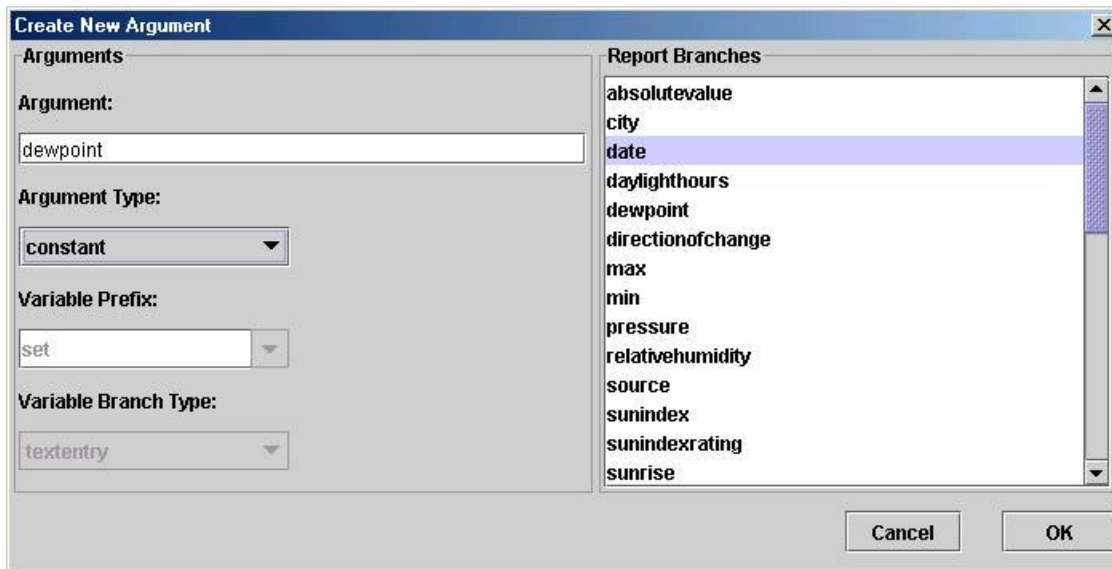 Create New Argument
Arguments
Argument:
dewpoint
Argument Type:
constant
Variable Prefix:
set
Variable Branch Type:
textentry
Report Branches
absolutevalue
city
date
daylighthours
dewpoint
directionofchange
max
min
pressure
relativehumidity
source
sunindex
sunindexrating
sunrise
Cancel
OK